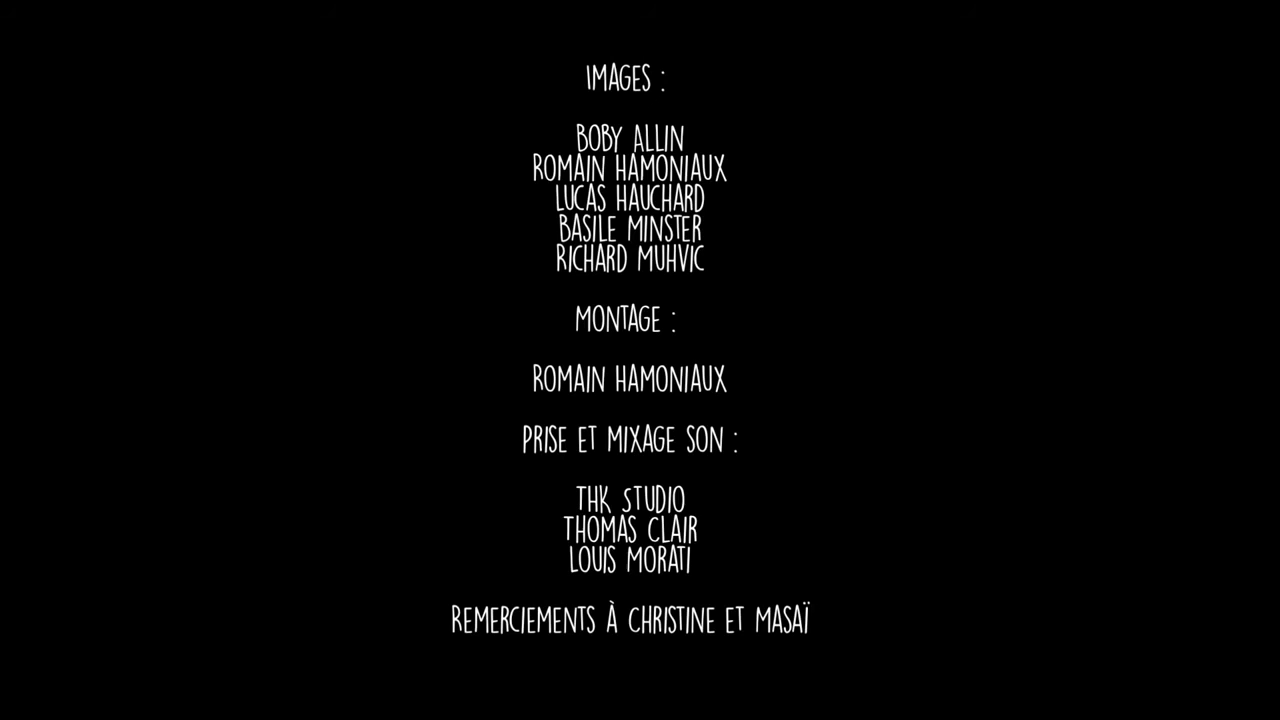 IMAGES :
BOBY ALLIN
ROMAIN HAMONIAUX
LUCAS HAUCHARD
BASILE MINSTER
RICHARD MUHVIC
MONTAGE :
ROMAIN HAMONIAUX
PRISE ET MIXAGE SON :
THK STUDIO
THOMAS CLAIR
LOUIS MORATI
REMERCIEMENTS À CHRISTINE ET MASAÏ